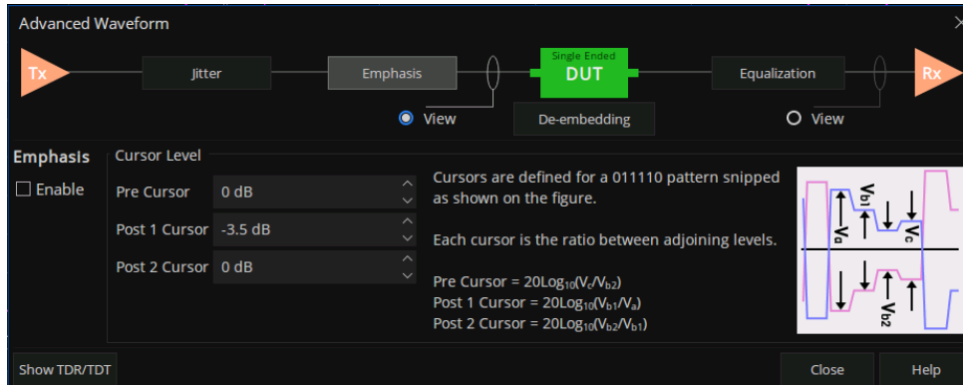 Advanced Waveform
Tx
Jitter
Emphasis
Single Ended
DUT
Equalization
Rx
View
De-embedding
View
Emphasis
Enable
Cursor Level
Pre Cursor 0 dB
Post 1 Cursor -3.5 dB
Post 2 Cursor 0 dB
Cursors are defined for a 011110 pattern snipped
as shown on the figure.
Each cursor is the ratio between adjoining levels.
Pre Cursor = 20Log₁₀(Vc/Vb2)
Post 1 Cursor = 20Log₁₀(Vb1/Va)
Post 2 Cursor = 20Log₁₀(Vb2/Vb1)
Va
Vb1
Vc
Vb2
Show TDR/TDT
Close
Help